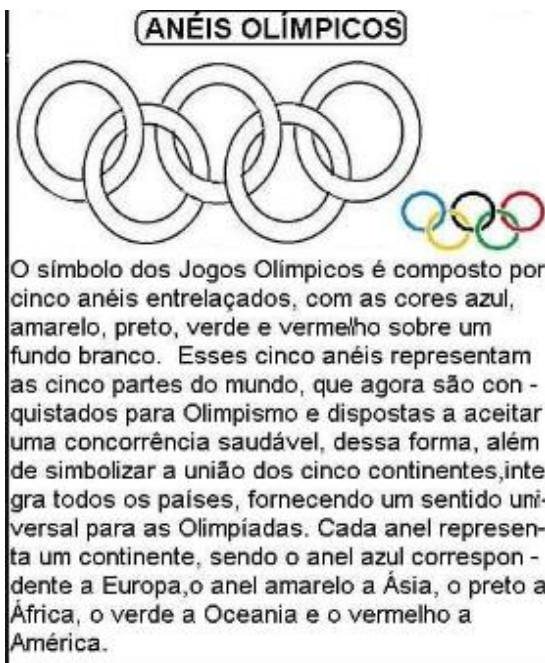 ANÉIS OLÍMPICOS
O símbolo dos Jogos Olímpicos é composto por
cinco anéis entrelaçados, com as cores azul,
amarelo, preto, verde e vermelho sobre um
fundo branco. Esses cinco anéis representam
as cinco partes do mundo, que agora são con -
quistados para Olimpismo e dispostas a aceitar
uma concorrência saudável, dessa forma, além
de simbolizar a união dos cinco continentes,inte
gra todos os países, fornecendo um sentido uni-
versal para as Olimpíadas. Cada anel represen-
ta um continente, sendo o anel azul correspon -
dente a Europa,o anel amarelo a Ásia, o preto a
África, o verde a Oceania e o vermelho a
América.